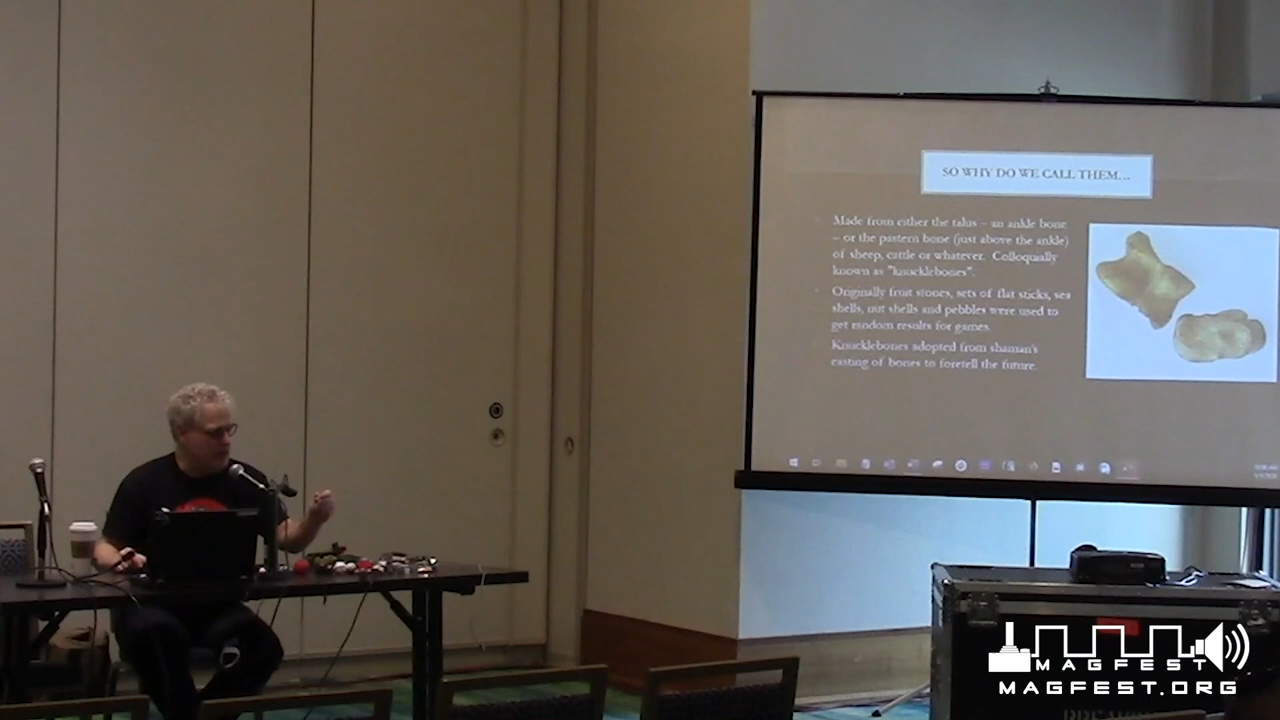 SO WHY DO WE CALL THEM...
Made from either the talus – an ankle bone
– or the pastern bone (just above the ankle)
of sheep, cattle or whatever. Colloquially
known as "knucklebones".
Originally fruit stones, sets of flat sticks, sea
shells, nut shells and pebbles were used to
get random results for games.
Knucklebones adopted from shaman's
casting of bones to foretell the future.
MAGFEST
MAGFEST.ORG